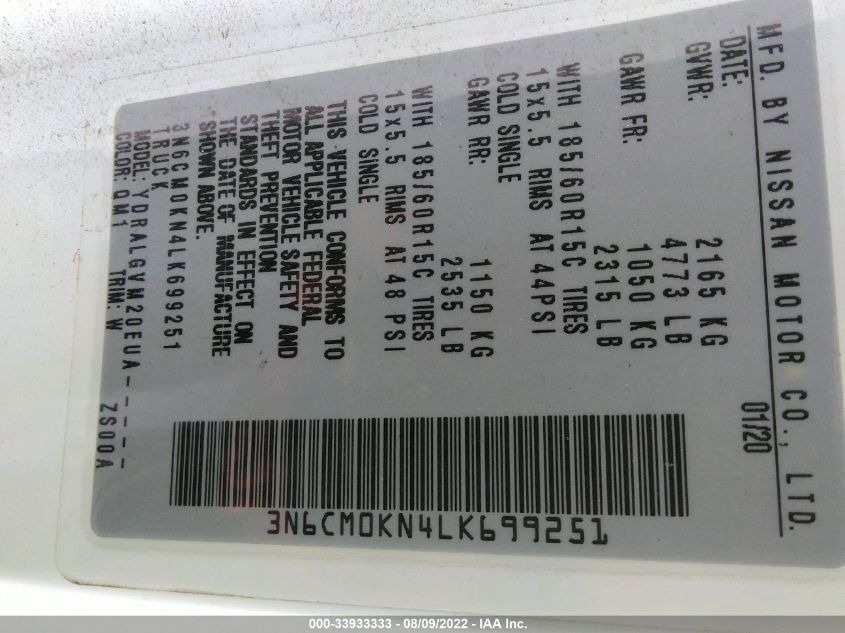 MFD. BY NISSAN MOTOR CO., LTD.
DATE: 01/20
GVWR: 2165 KG
4773 LB
GAWR FR: 1050 KG
2315 LB
WITH 185/60R15C TIRES
15x5.5 RIMS AT 44PSI
COLD SINGLE
GAWR RR: 1150 KG
2535 LB
WITH 185/60R15C TIRES
15x5.5 RIMS AT 48 PSI
COLD SINGLE
THIS VEHICLE CONFORMS TO
ALL APPLICABLE FEDERAL
MOTOR VEHICLE SAFETY AND
THEFT PREVENTION
STANDARDS IN EFFECT ON
THE DATE OF MANUFACTURE
SHOWN ABOVE.
3N6CM0KN4LK699251
TRUCK
MODEL: YDRALGVM20EUA-----
COLOR: QM1 TRIM: W ZS00A
3N6CM0KN4LK699251
000-33933333 - 08/09/2022 - IAA Inc.